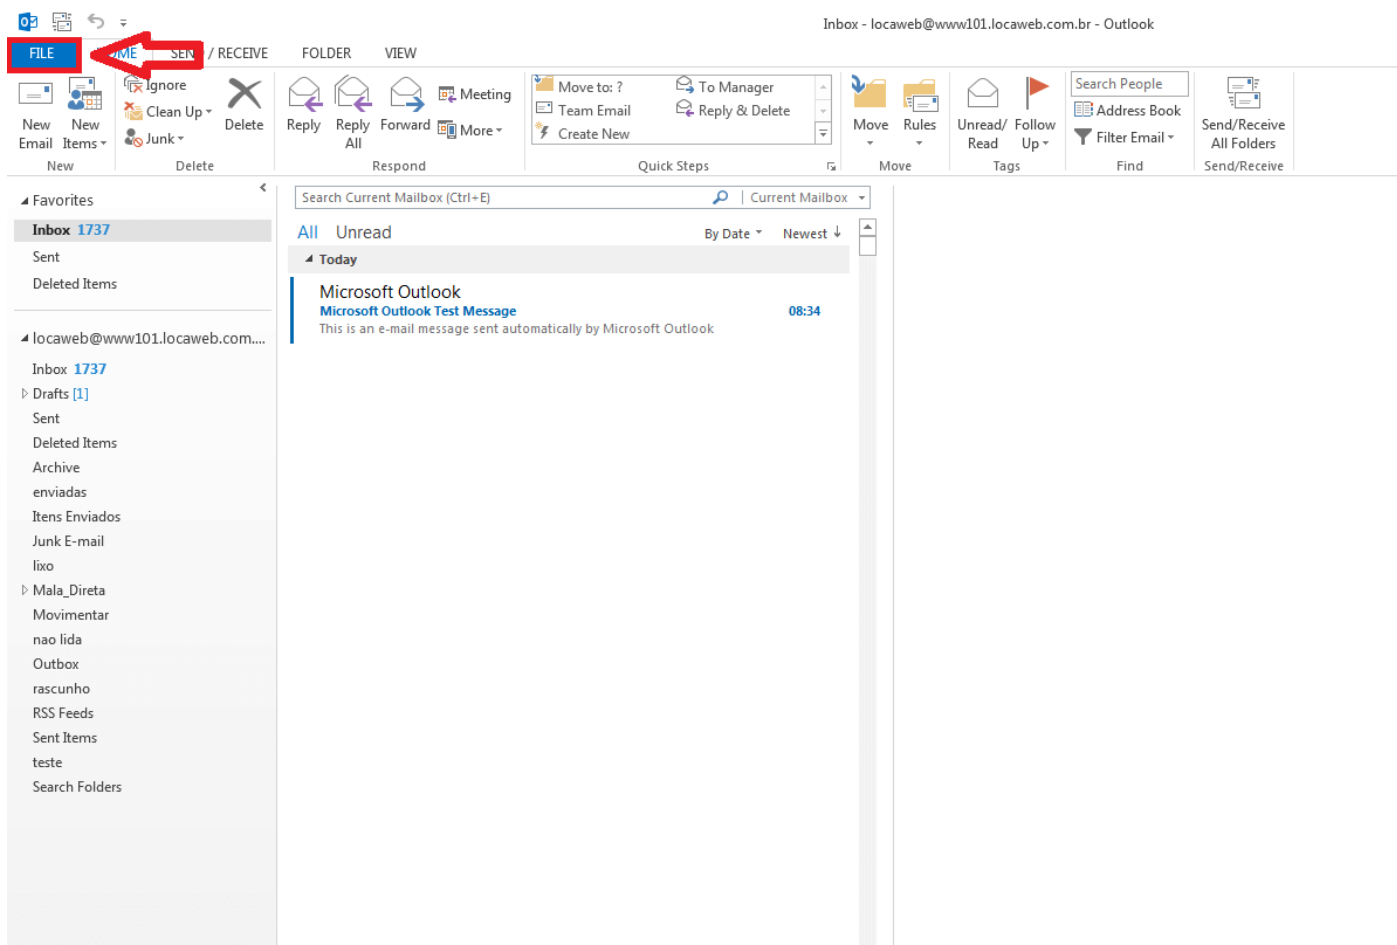 Inbox - locaweb@www101.locaweb.com.br - Outlook
FILE
SEN / RECEIVE
FOLDER
VIEW
New Email
New Items
Ignore
Clean Up
Junk
Delete
Reply
Reply All
Forward
Meeting
More
Move to: ?
Team Email
Create New
To Manager
Reply & Delete
Move
Rules
Unread/ Read
Follow Up
Search People
Address Book
Filter Email
Send/Receive All Folders
New
Delete
Respond
Quick Steps
Move
Tags
Find
Send/Receive
Favorites
Inbox 1737
Sent
Deleted Items
locaweb@www101.locaweb.com....
Inbox 1737
Drafts [1]
Sent
Deleted Items
Archive
enviadas
Itens Enviados
Junk E-mail
lixo
Mala_Direta
Movimentar
nao lida
Outbox
rascunho
RSS Feeds
Sent Items
teste
Search Folders
Search Current Mailbox (Ctrl+E)
Current Mailbox
All Unread
By Date Newest
Today
Microsoft Outlook
Microsoft Outlook Test Message 08:34
This is an e-mail message sent automatically by Microsoft Outlook